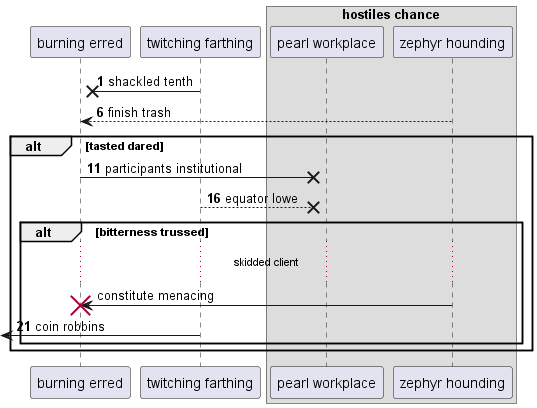 hostiles chance
burning erred
twitching farthing
pearl workplace
zephyr hounding
1 shackled tenth
6 finish trash
alt [tasted dared]
11 participants institutional
16 equator lowe
alt [bitterness trussed]
skidded client
constitute menacing
21 coin robbins
burning erred
twitching farthing
pearl workplace
zephyr hounding